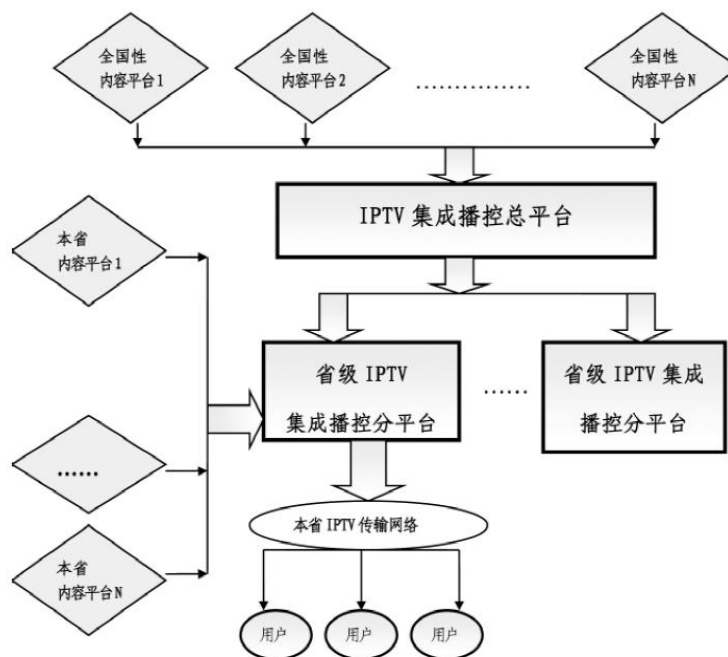 全国性
内容平台1
全国性
内容平台2
……………
全国性
内容平台N
IPTV 集成播控总平台
本省
内容平台1
省级 IPTV
集成播控分平台
……
省级 IPTV 集成
播控分平台
……
本省 IPTV 传输网络
本省
内容平台N
用户
用户
用户